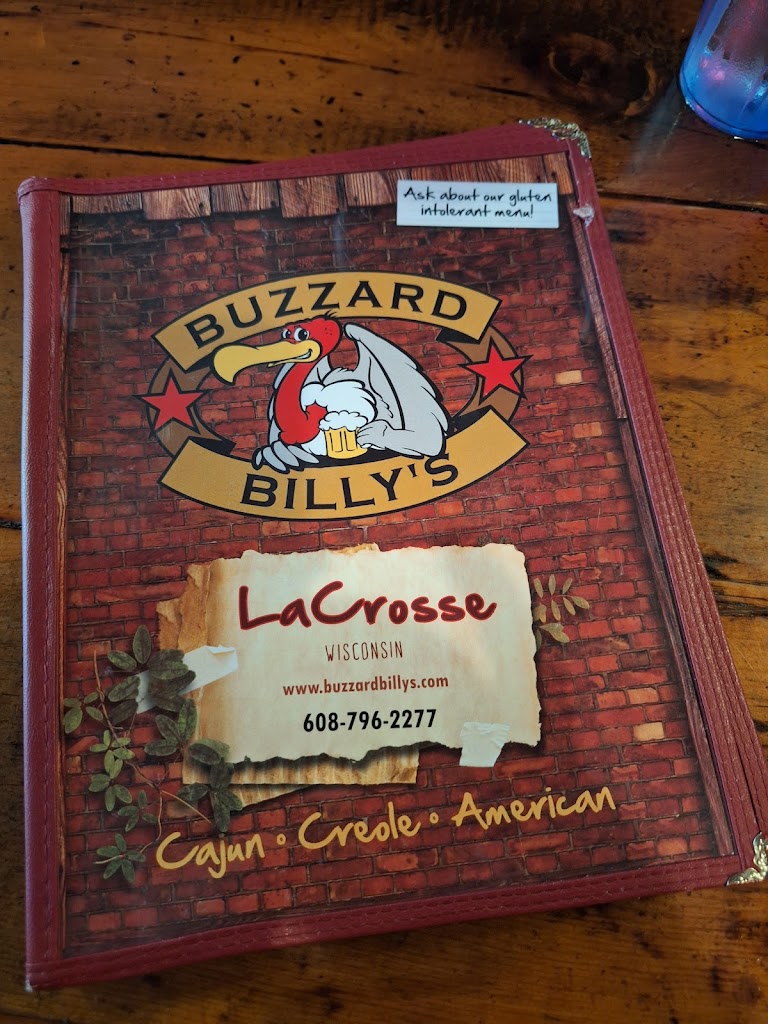 Ask about our gluten
intolerant menu!
BUZZARD
BILLY'S
LaCrosse
WISCONSIN
www.buzzardbillys.com
608-796-2277
Cajun • Creole • American